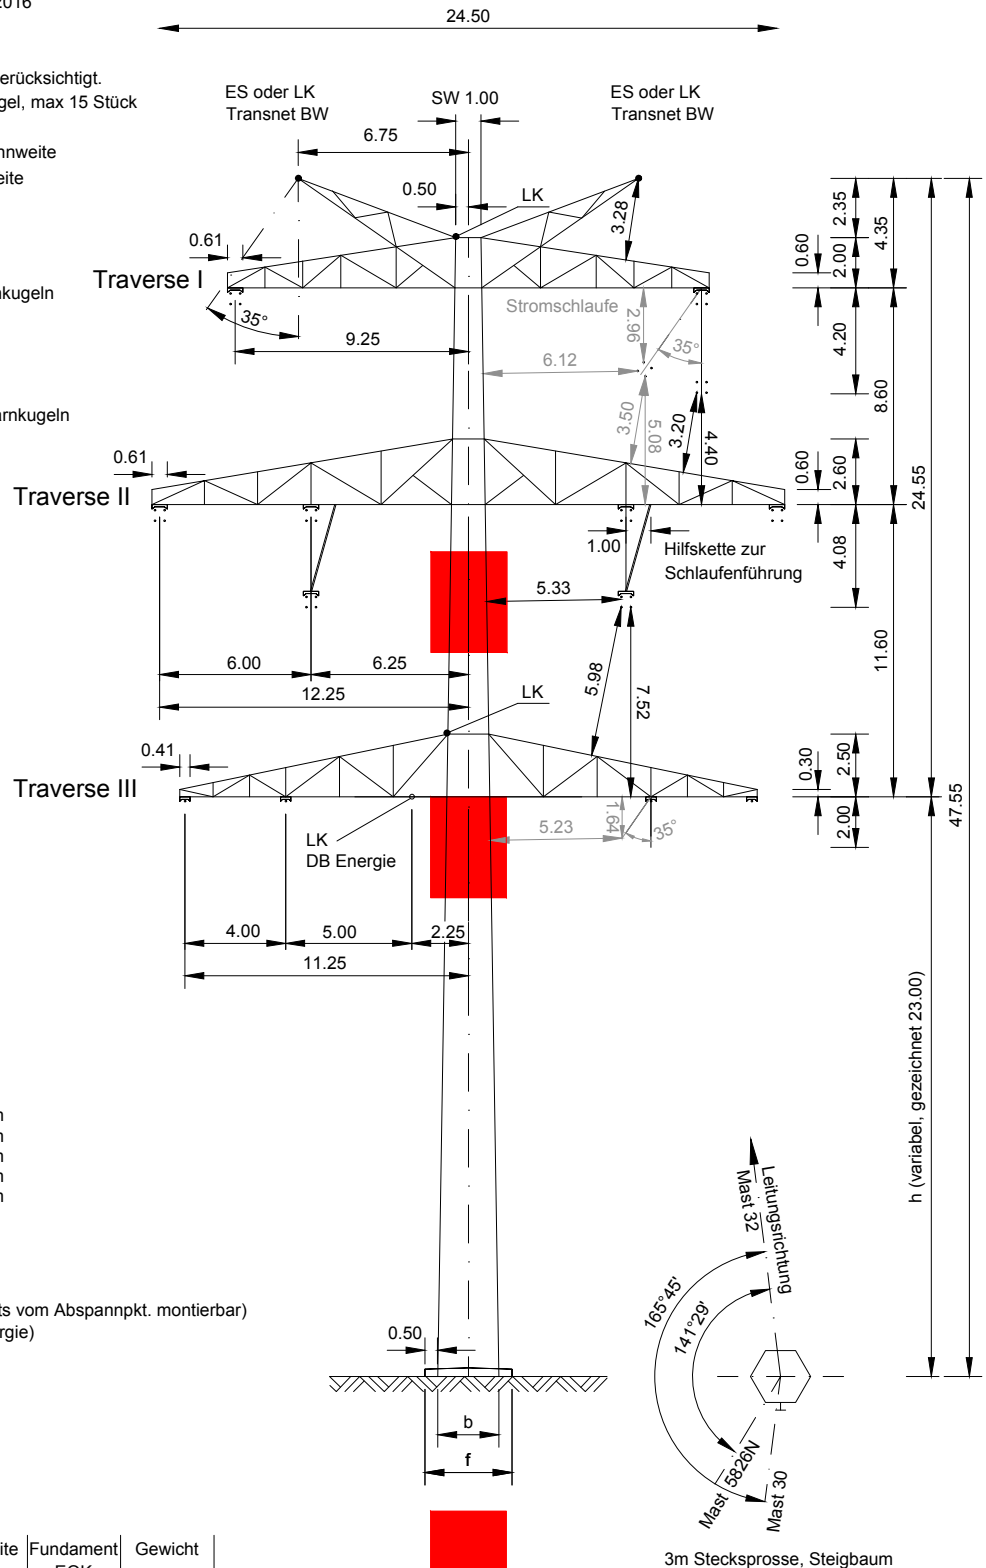 2016
24.50
erücksichtigt.
gel, max 15 Stück
ES oder LK
Transnet BW
SW 1.00
ES oder LK
Transnet BW
nnweite
eite
6.75
0.50
LK
3.28
2.35
4.35
2.00
0.60
0.61
Traverse I
nkugeln
35°
9.25
Stromschlaufe
2.96
6.12
35°
4.20
8.60
3.50
5.08
3.20
4.40
arnkugeln
0.61
0.60
2.60
24.55
Traverse II
1.00
Hilfskette zur
Schlaufenführung
4.08
5.33
11.60
6.00
6.25
12.25
5.98
7.52
LK
0.41
0.30
2.50
Traverse III
47.55
LK
DB Energie
5.23
1.64
35°
2.00
4.00
5.00
2.25
11.25
h (variabel, gezeichnet 23.00)
n
n
n
n
n
Leitungsrichtung
Mast 32
165°45'
141°29'
ts vom Abspannpkt. montierbar)
rgie)
0.50
b
f
Mast 5826N
Mast 30
ite
Fundament
Gewicht
3m Stecksprosse, Steigbaum